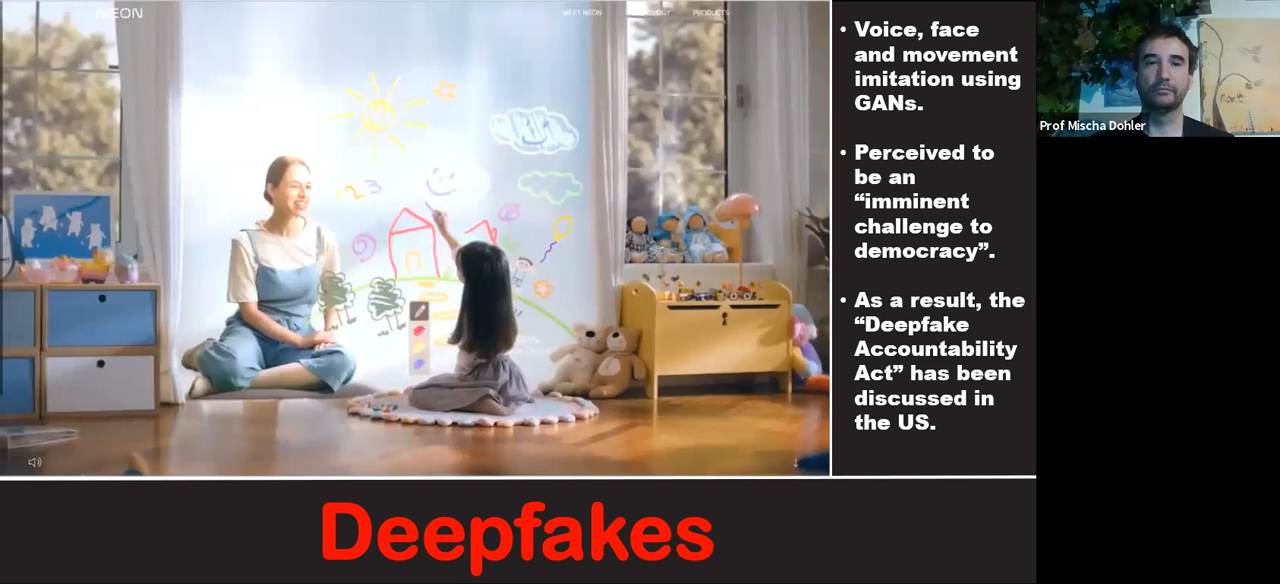 NEON
MEET NEON
PRODUCTS
123
• Voice, face
and movement
imitation using
GANs.
• Perceived to
be an
“imminent
challenge to
democracy”.
• As a result, the
“Deepfake
Accountability
Act” has been
discussed in
the US.
Prof Mischa Dohler
Deepfakes